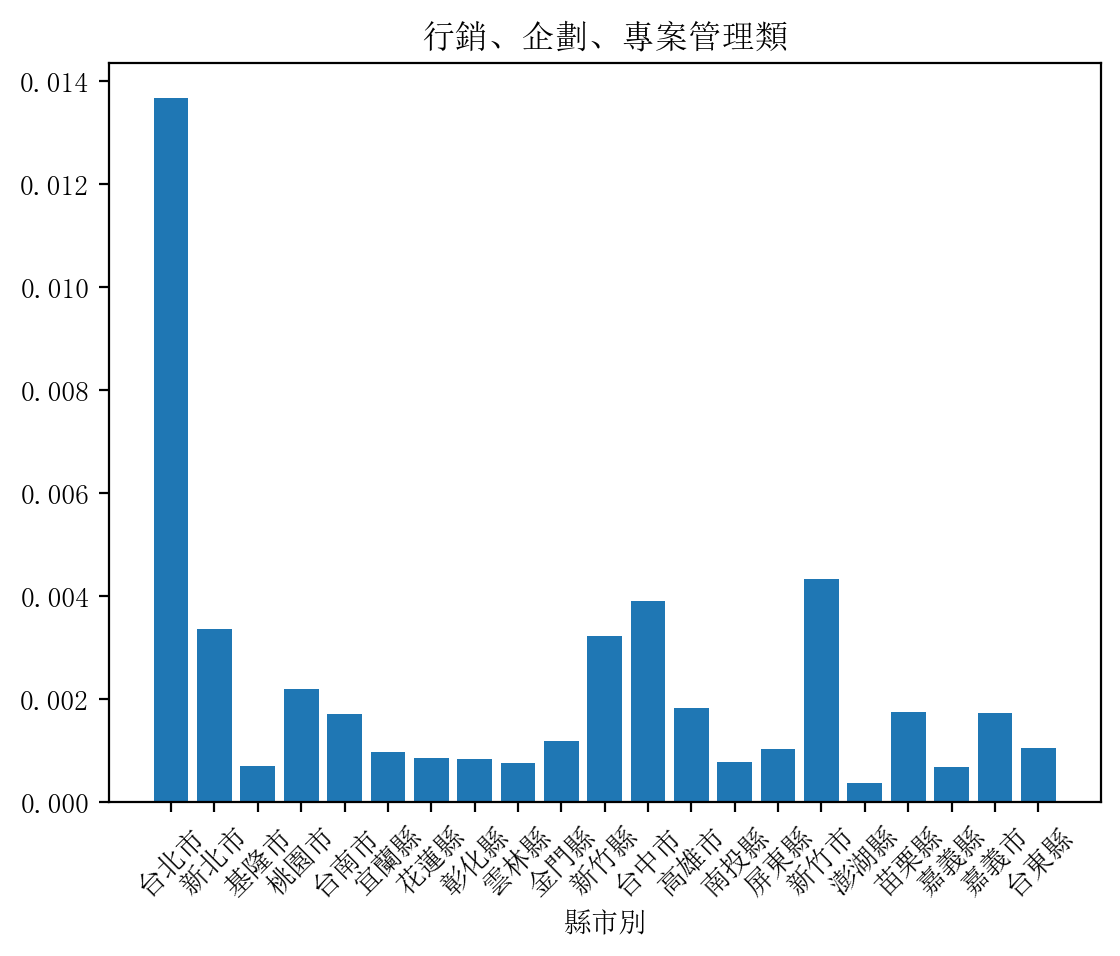 行銷、企劃、專案管理類
0.014
0.012
0.010
0.008
0.006
0.004
0.002
0.000
台北市
新北市
基隆市
桃園市
台南市
宜蘭縣
花蓮縣
彰化縣
雲林縣
金門縣
新竹縣
台中市
高雄市
南投縣
屏東縣
新竹市
澎湖縣
苗栗縣
嘉義縣
嘉義市
台東縣
縣市別